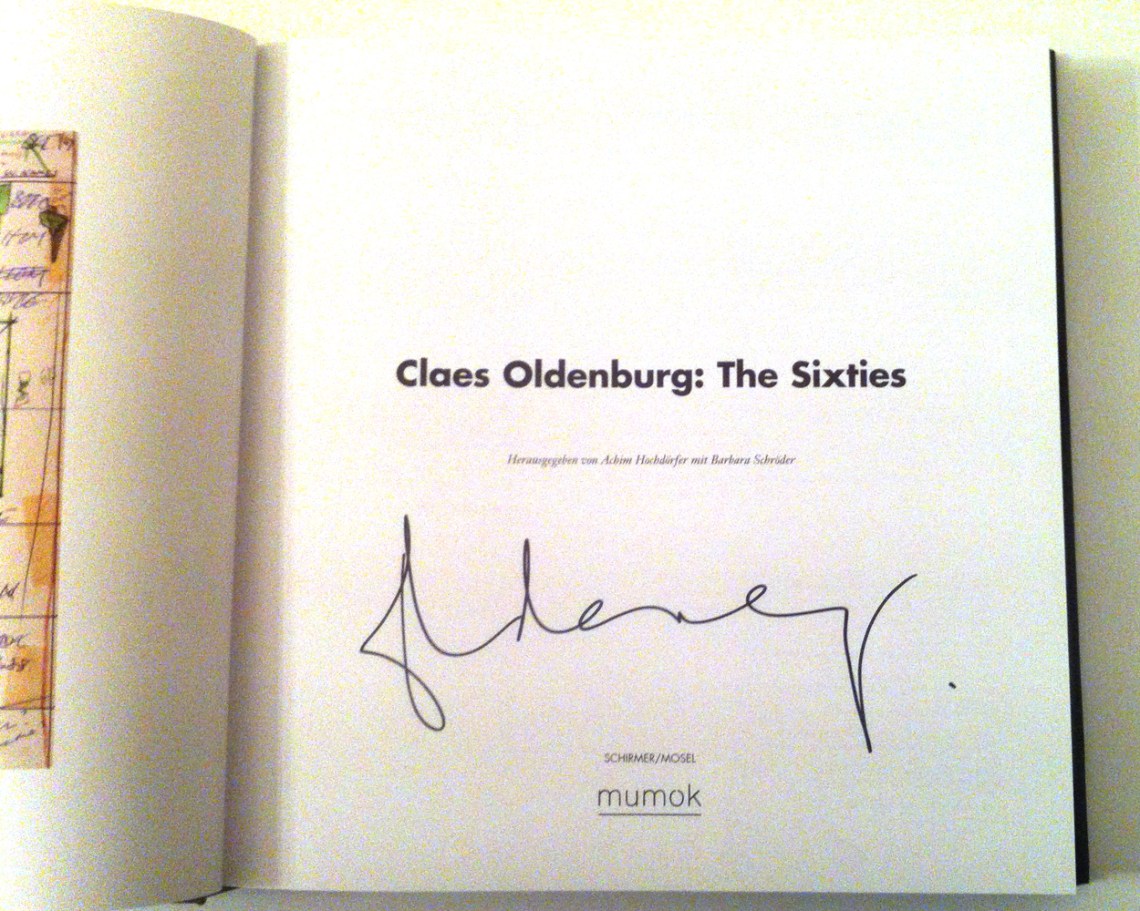 Claes Oldenburg: The Sixties
Herausgegeben von Achim Hochdörfer mit Barbara Schröder
SCHIRMER/MOSEL
mumok